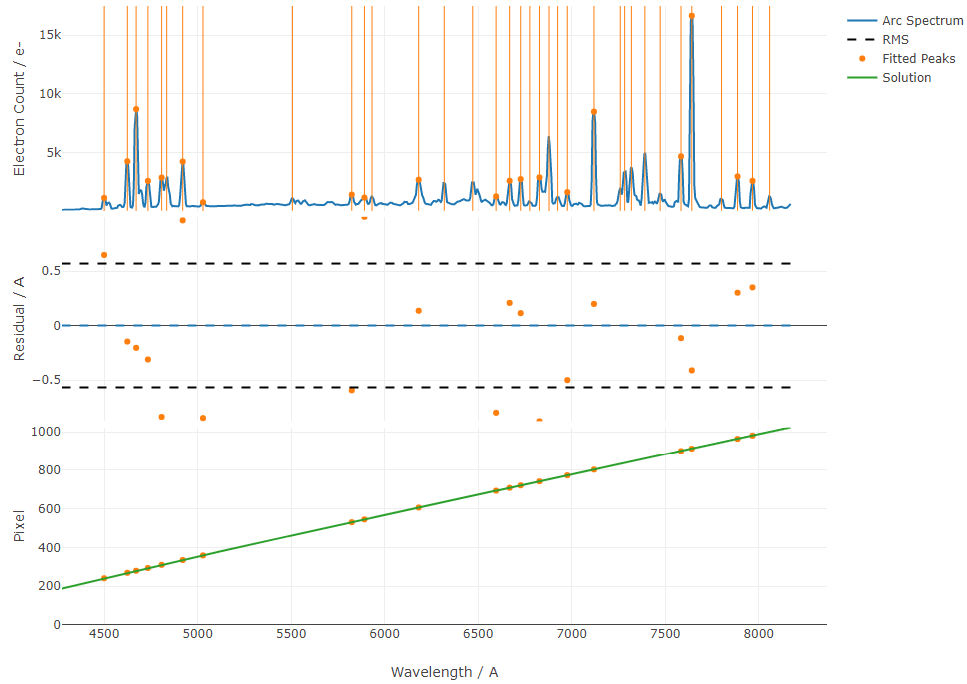 Arc Spectrum
RMS
Fitted Peaks
Solution
Electron Count / e-
15k
10k
5k
Residual / A
0.5
0
−0.5
Pixel
1000
800
600
400
200
0
4500 5000 5500 6000 6500 7000 7500 8000
Wavelength / A